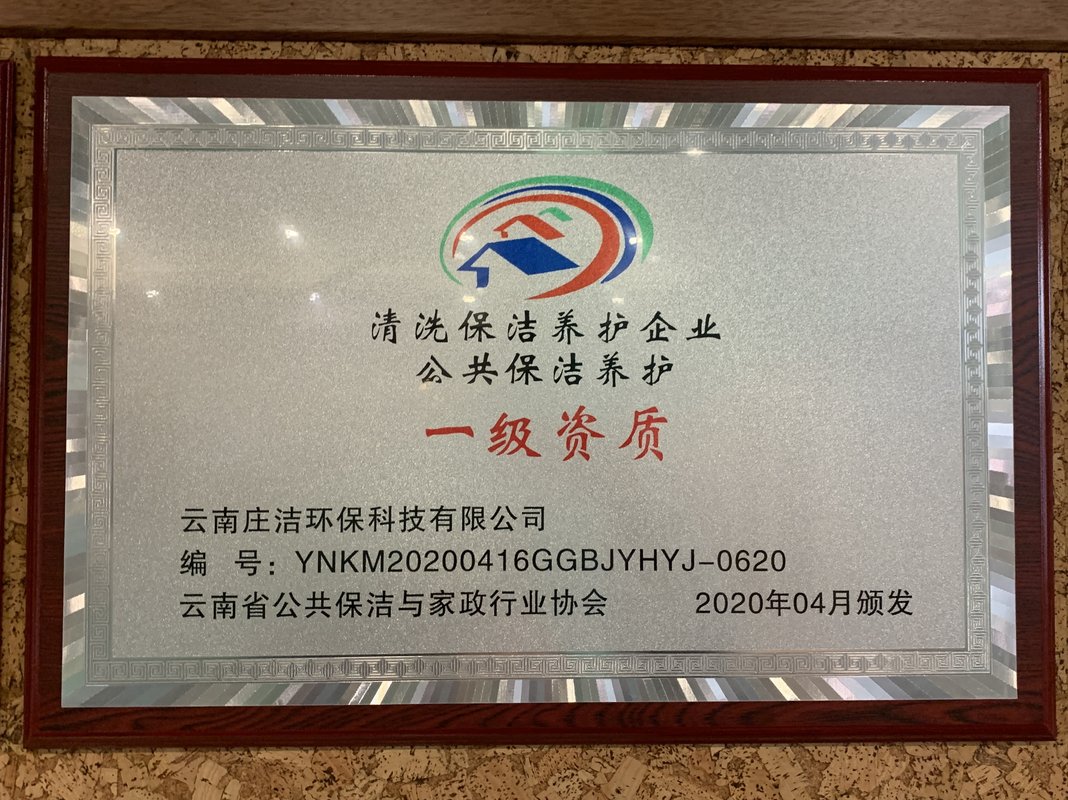 清洗保洁养护企业
公共保洁养护
一级资质
云南庄洁环保科技有限公司
编 号：YNKM20200416GGBJYHYJ-0620
云南省公共保洁与家政行业协会 2020年04月颁发